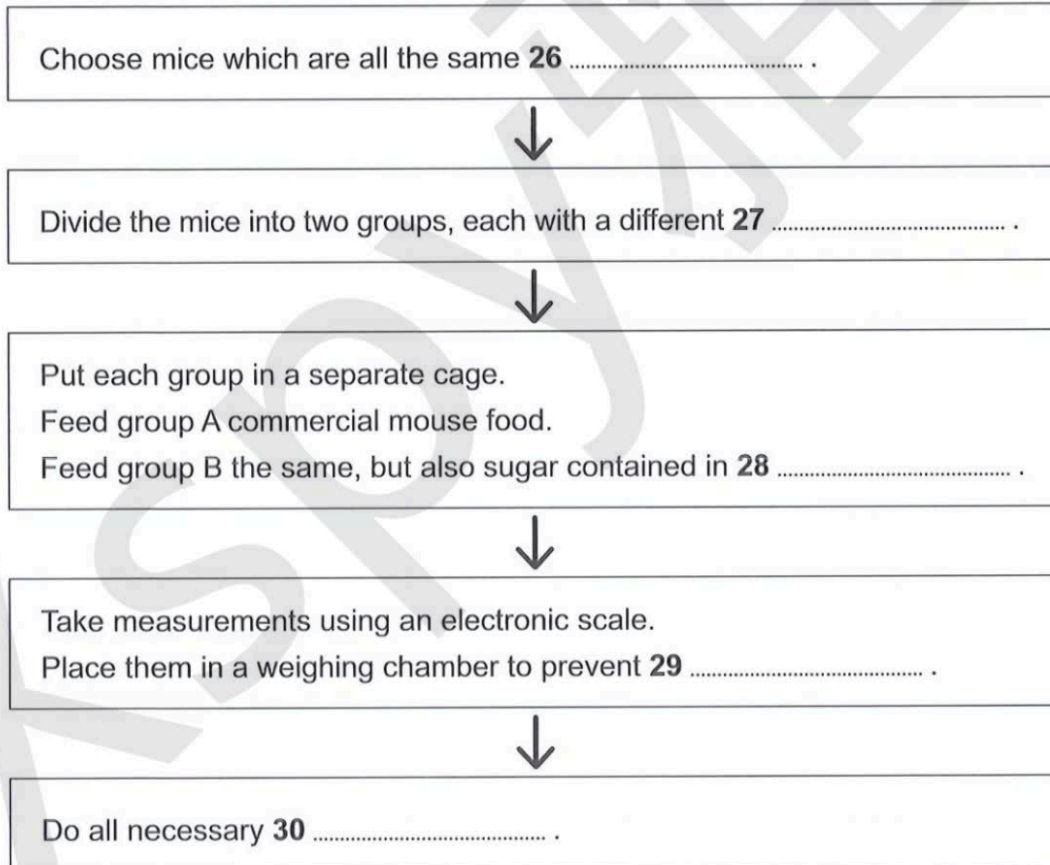 Choose mice which are all the same 26 .................................... .
Divide the mice into two groups, each with a different 27 .................................... .
Put each group in a separate cage.
Feed group A commercial mouse food.
Feed group B the same, but also sugar contained in 28 .................................... .
Take measurements using an electronic scale.
Place them in a weighing chamber to prevent 29 .................................... .
Do all necessary 30 .................................... .